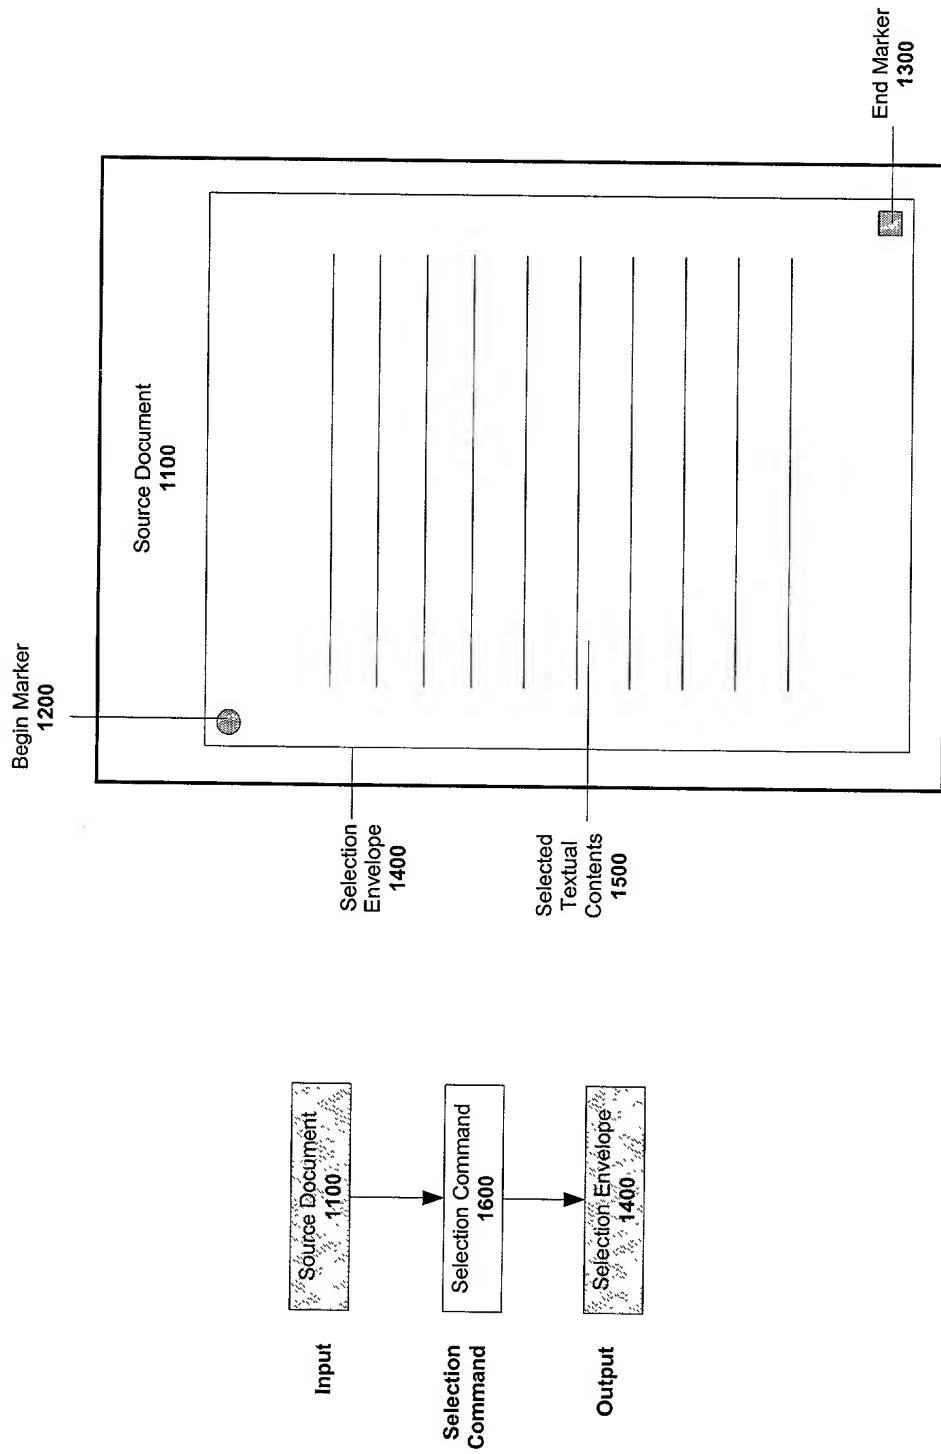 Input
Source Document
1100
Selection
Command
Selection Command
1600
Output
Selection Envelope
1400
Begin Marker
1200
Source Document
1100
Selection
Envelope
1400
Selected
Textual
Contents
1500
End Marker
1300